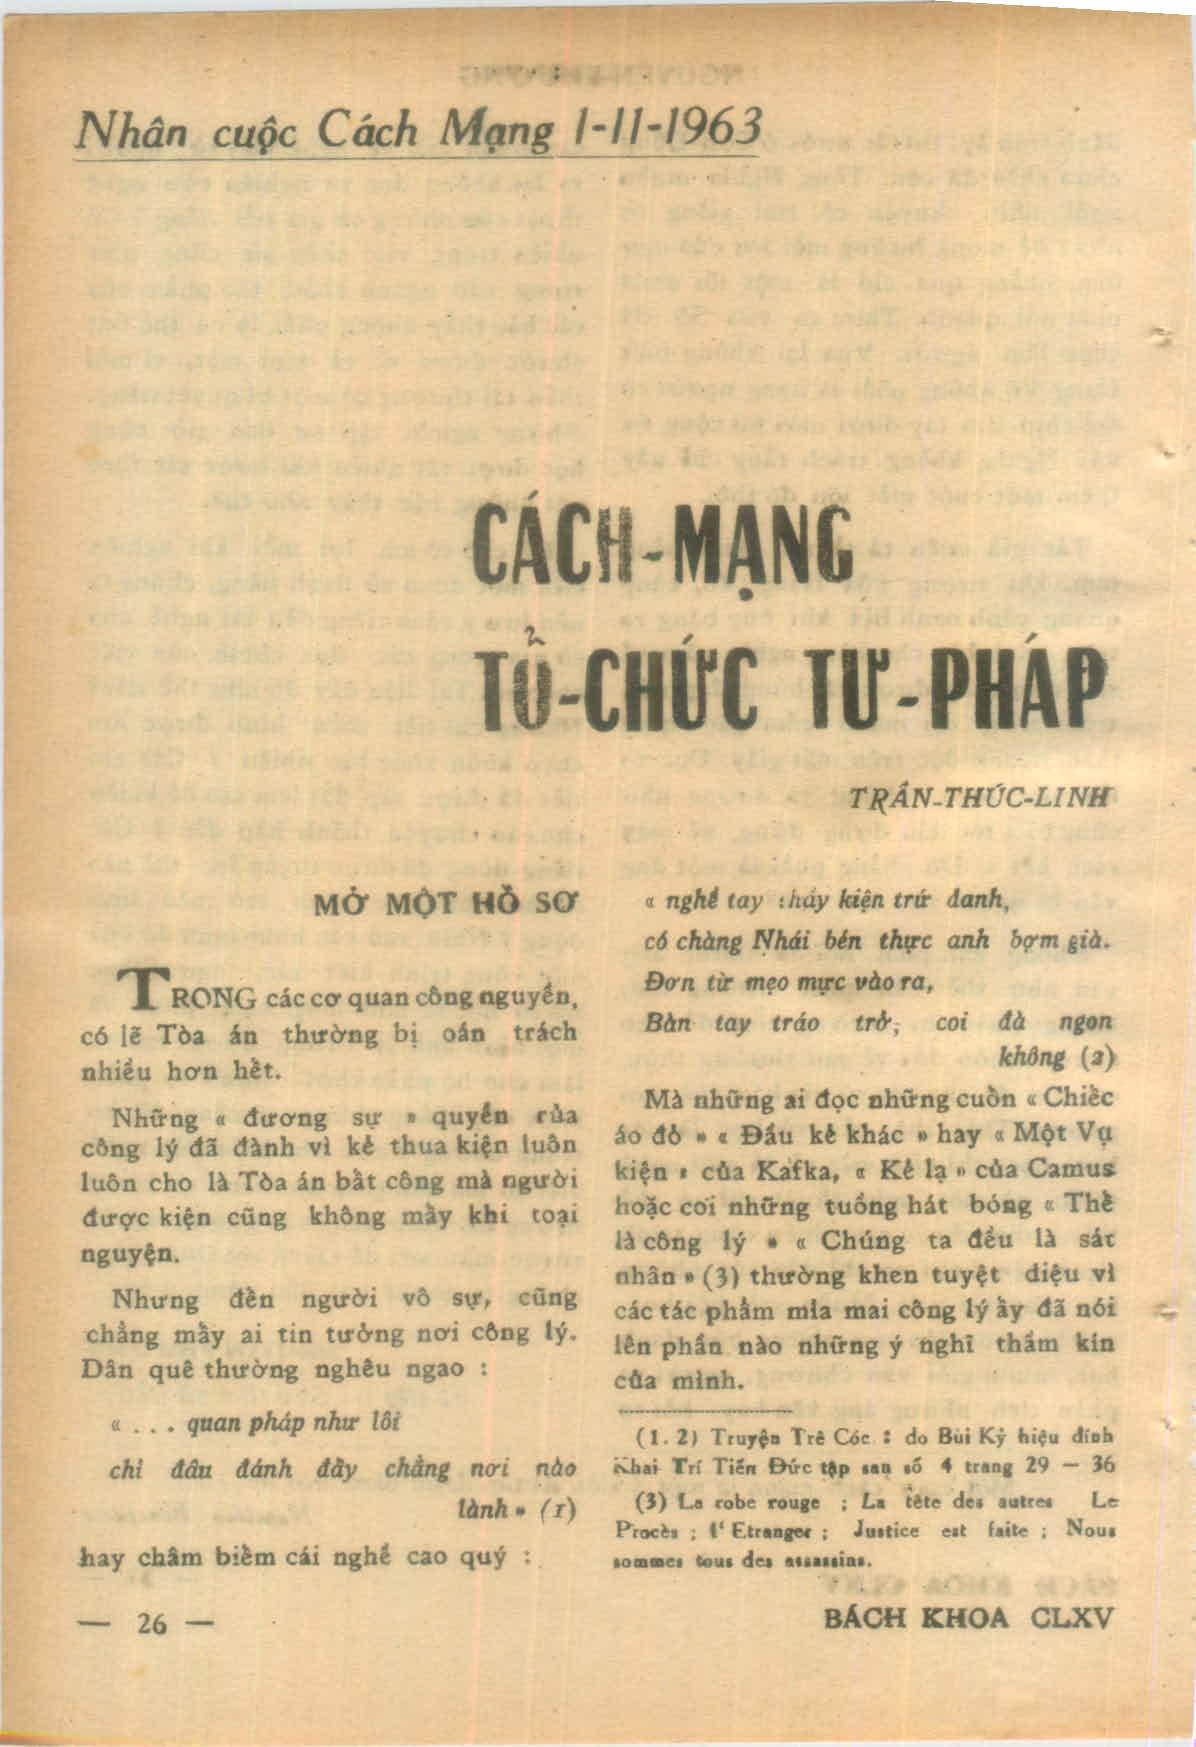 Nhân cuộc Cách Mạng 1-11-1963
CÁCH-MẠNG
TỔ-CHỨC TƯ-PHÁP
TRẦN-THÚC-LINH
MỞ MỘT HỒ SƠ
TRONG các cơ quan công nguyền,
có lẽ Tòa án thường bị oán trách
nhiều hơn hết.
Những « đương sự » quyền của
công lý đã đành vì kẻ thua kiện luôn
luôn cho là Tòa án bất công mà người
được kiện cũng không mấy khi toại
nguyện.
Nhưng đến người vô sự, cũng
chẳng mấy ai tin tưởng nơi công lý.
Dân quê thường nghêu ngao :
« . . . quan pháp như lôi
chỉ đâu đánh đấy chẳng nơi nào
lành » (1)
hay châm biếm cái nghề cao quý :
« nghề tay thầy kiện trứ danh,
có chàng Nhái bén thực anh bợm già.
Đơn từ mẹo mực vào ra,
Bàn tay tráo trở, coi đà ngon
không (2)
Mà những ai đọc những cuốn « Chiếc
áo đỏ » « Đầu kẻ khác » hay « Một Vụ
kiện » của Kafka, « Kẻ lạ » của Camus
hoặc coi những tuồng hát bóng « Thế
là công lý » « Chúng ta đều là sát
nhân » (3) thường khen tuyệt diệu vì
các tác phẩm mỉa mai công lý ấy đã nói
lên phần nào những ý nghĩ thầm kín
của mình.
(1. 2) Truyện Trê Cóc : do Bùi Kỷ hiệu đính
Khai Trí Tiến Đức tập san số 4 trang 29 — 36
(3) La robe rouge ; La tête des autres Le
Procès ; l' Etranger ; Justice est faite ; Nous
sommes tous des assassins.
— 26 —
BÁCH KHOA CLXV